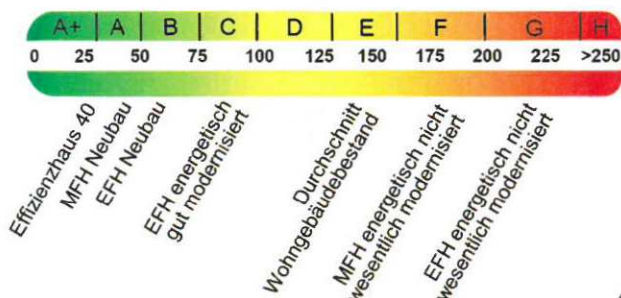 A+ A B C D E F G H
0 25 50 75 100 125 150 175 200 225 >250
Effizienzhaus 40
MFH Neubau
EFH Neubau
EFH energetisch
gut modernisiert
Durchschnitt
Wohngebäudebestand
MFH energetisch nicht
wesentlich modernisiert
EFH energetisch nicht
wesentlich modernisiert